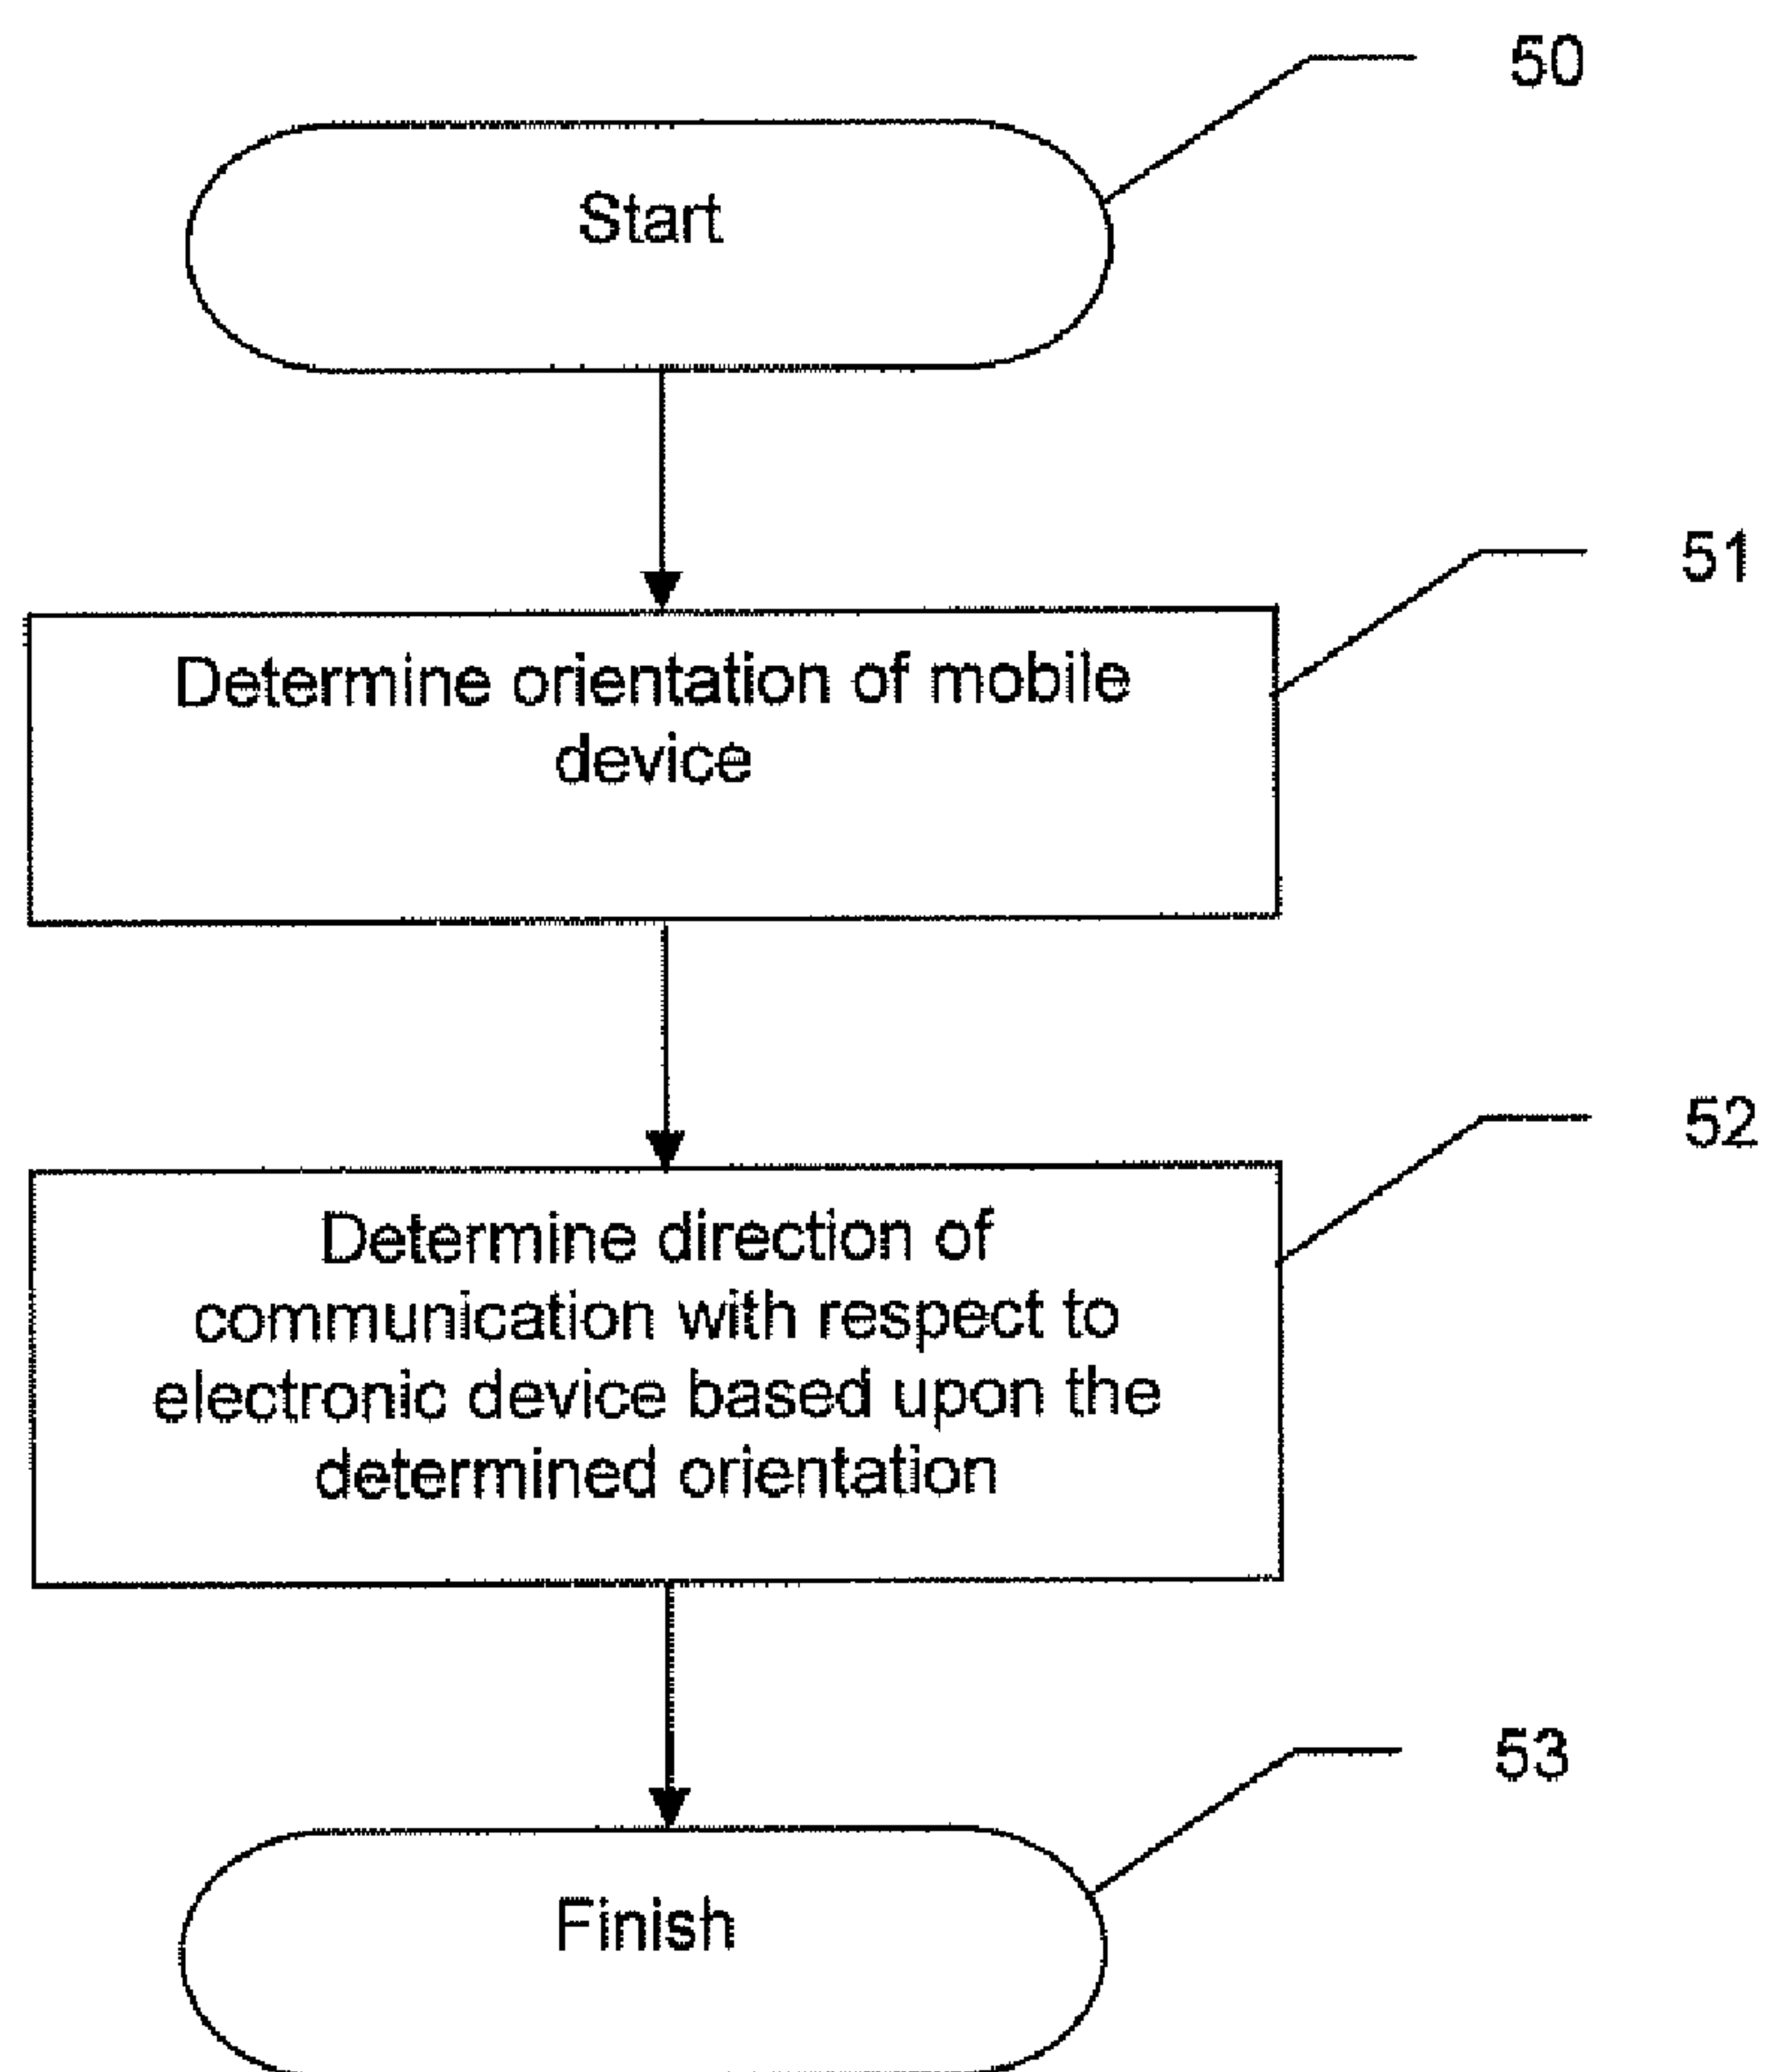 50
Start
51
Determine orientation of mobile
device
52
Determine direction of
communication with respect to
electronic device based upon the
determined orientation
53
Finish